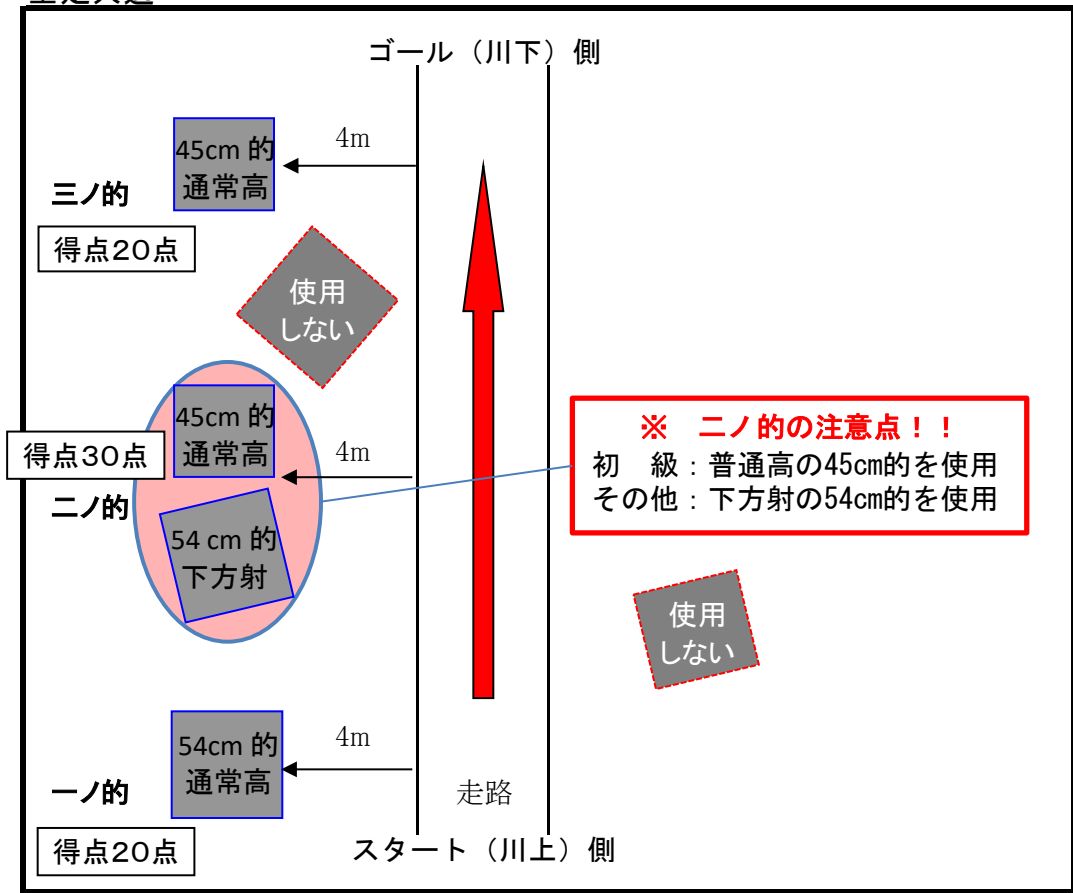 ゴール（川下）側
45cm 的
通常高
4m
三ノ的
得点20点
使用
しない
45cm 的
通常高
4m
得点30点
二ノ的
54 cm 的
下方射
※　二ノ的の注意点！！
初　級：普通高の45cm的を使用
その他：下方射の54cm的を使用
使用
しない
54cm 的
通常高
4m
一ノ的
走路
得点20点
スタート（川上）側